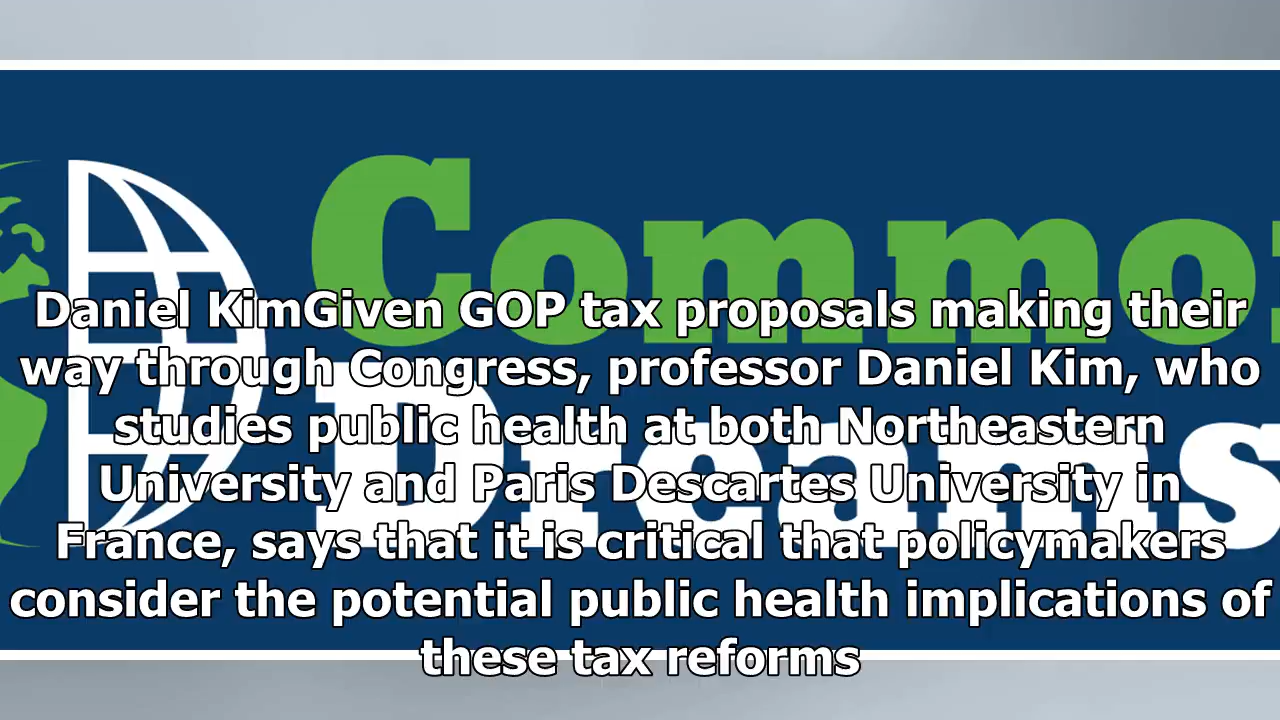 Common
Dreams
Daniel KimGiven GOP tax proposals making their
way through Congress, professor Daniel Kim, who
studies public health at both Northeastern
University and Paris Descartes University in
France, says that it is critical that policymakers
consider the potential public health implications of
these tax reforms